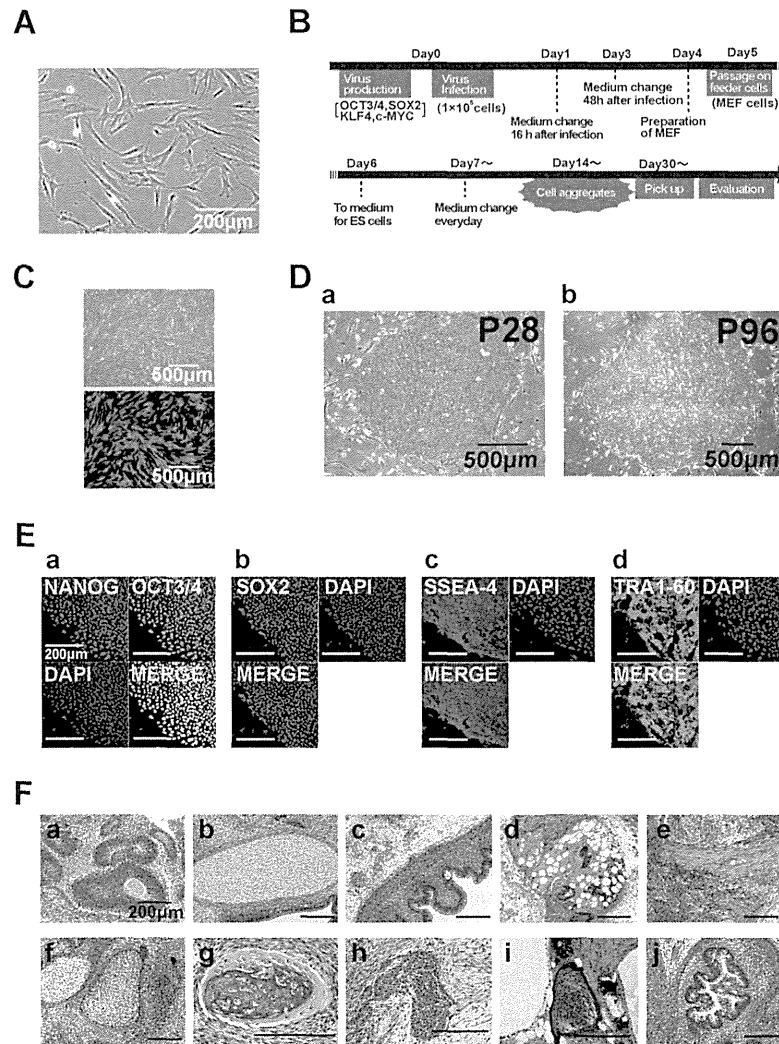 A
200μm
B
Day0
Day1
Day3
Day4
Day5
Virus production
Virus Infection
Medium change 48h after infection
Passage on feeder cells
[OCT3/4,SOX2 KLF4,c-MYC]
(1×10⁵cells)
(MEF cells)
Medium change 16 h after infection
Preparation of MEF
Day6
Day7～
Day14～
Day30～
Cell aggregates
Pick up
Evaluation
To medium for ES cells
Medium change everyday
C
500μm
500μm
D
a
P28
500μm
b
P96
500μm
E
a
b
c
d
NANOG
OCT3/4
SOX2
DAPI
SSEA-4
DAPI
TRA1-60
DAPI
200μm
DAPI
MERGE
MERGE
MERGE
MERGE
F
a
200μm
b
c
d
e
f
g
h
i
j